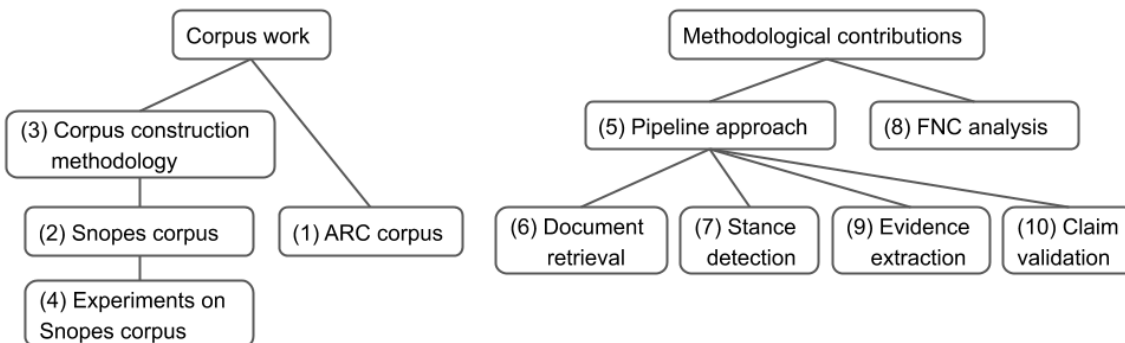 Corpus work
Methodological contributions
(3) Corpus construction
methodology
(5) Pipeline approach
(8) FNC analysis
(2) Snopes corpus
(1) ARC corpus
(6) Document
retrieval
(7) Stance
detection
(9) Evidence
extraction
(10) Claim
validation
(4) Experiments on
Snopes corpus